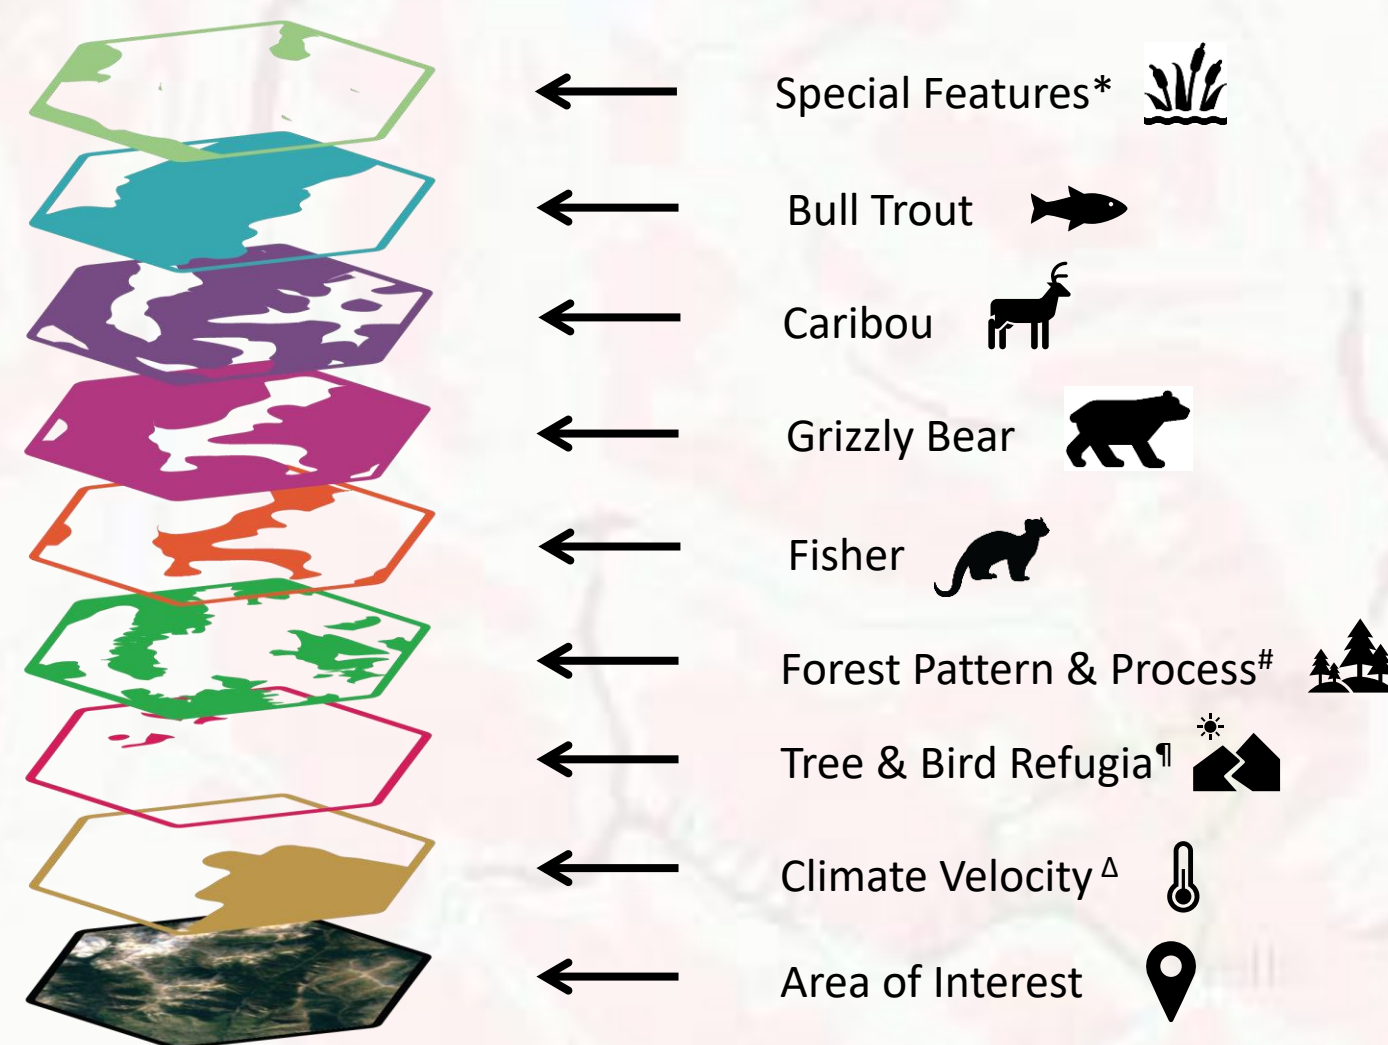 Special Features*
Bull Trout
Caribou
Grizzly Bear
Fisher
Forest Pattern & Process#
Tree & Bird Refugia¶
Climate Velocity Δ
Area of Interest